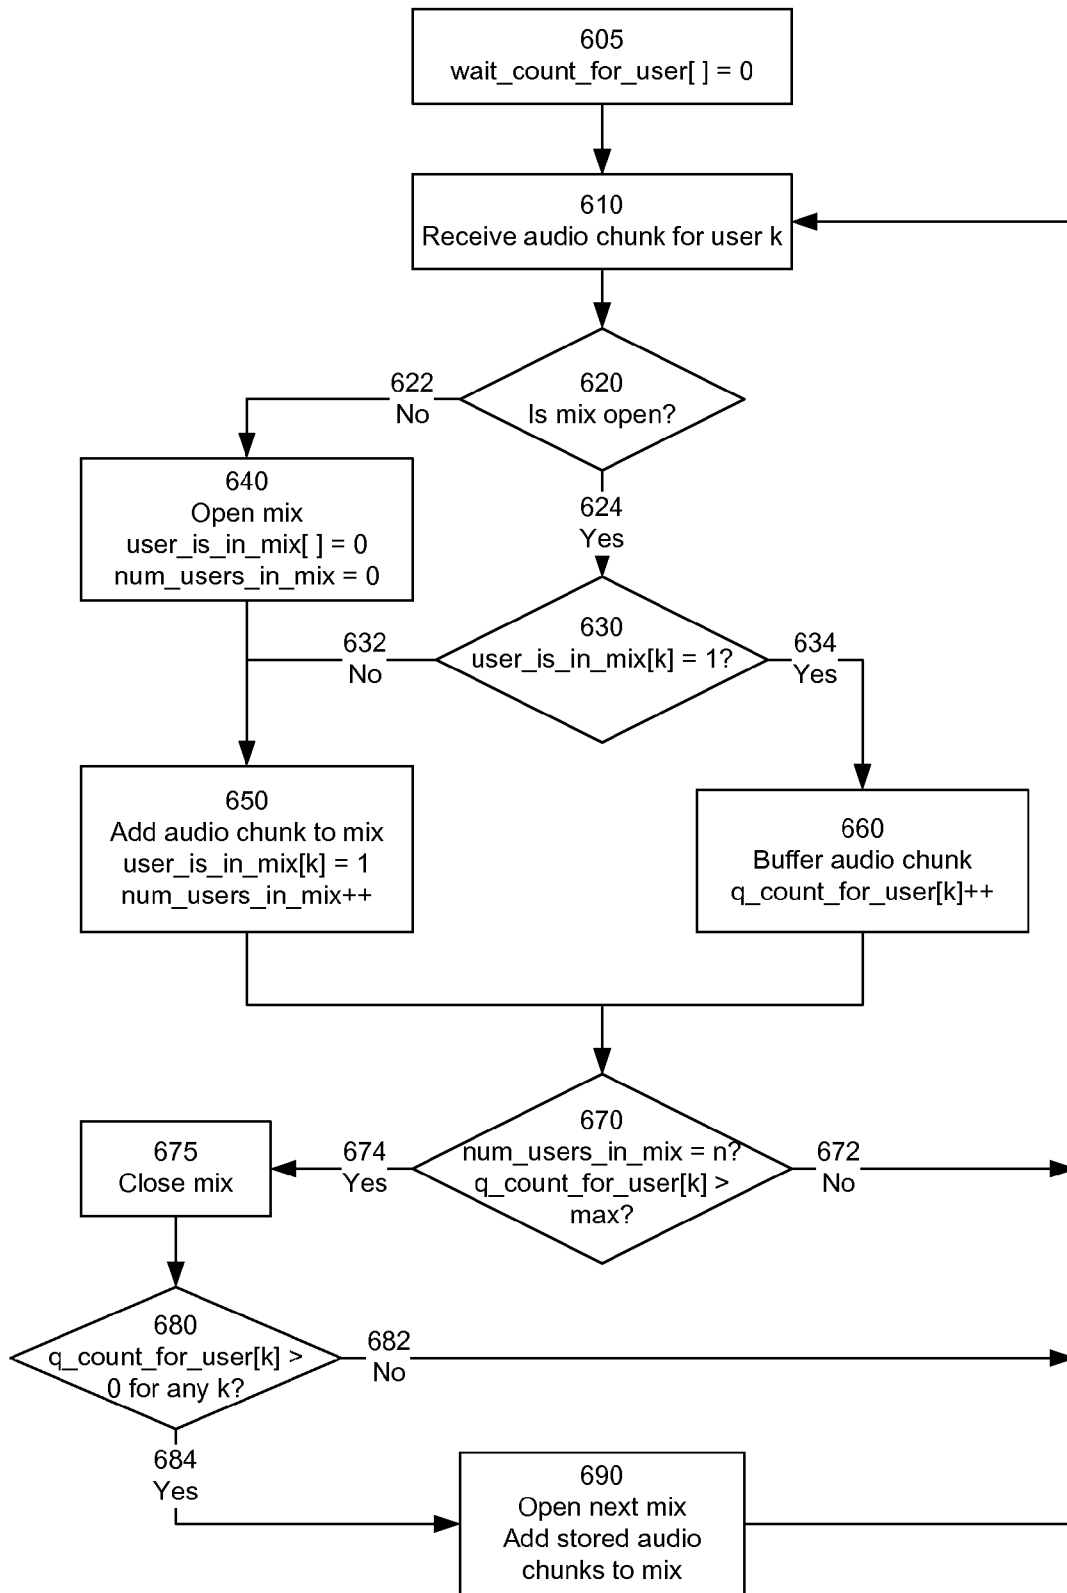 605
wait_count_for_user[ ] = 0
610
Receive audio chunk for user k
620
Is mix open?
622
No
624
Yes
640
Open mix
user_is_in_mix[ ] = 0
num_users_in_mix = 0
630
user_is_in_mix[k] = 1?
632
No
634
Yes
650
Add audio chunk to mix
user_is_in_mix[k] = 1
num_users_in_mix++
660
Buffer audio chunk
q_count_for_user[k]++
670
num_users_in_mix = n?
q_count_for_user[k] >
max?
672
No
674
Yes
675
Close mix
680
q_count_for_user[k] >
0 for any k?
682
No
684
Yes
690
Open next mix
Add stored audio
chunks to mix